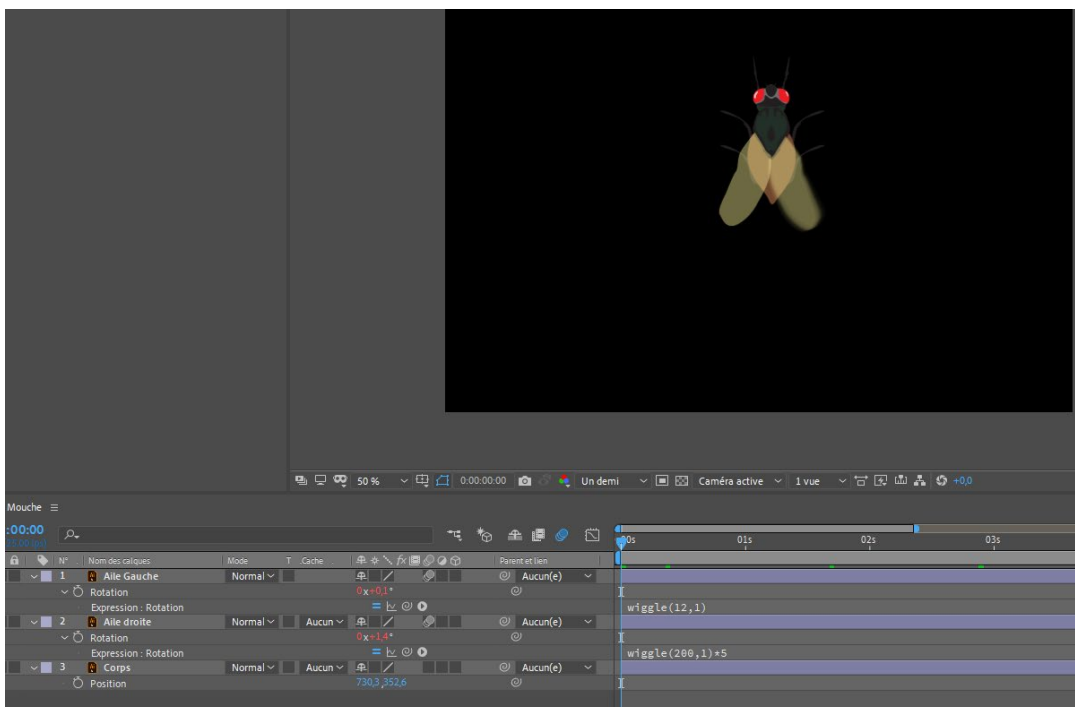 50 %
0:00:00:00
Un demi
Caméra active
1 vue
+0,0
Mouche
:00:00
00s 01s 02s 03s
N° Nom des calques Mode T .Cache Parent et lien
1 Aile Gauche Normal Aucun(e)
Rotation 0x+0,1°
Expression : Rotation wiggle(12,1)
2 Aile droite Normal Aucun Aucun(e)
Rotation 0x+1,4°
Expression : Rotation wiggle(200,1)*5
3 Corps Normal Aucun Aucun(e)
Position 730,3,352,6